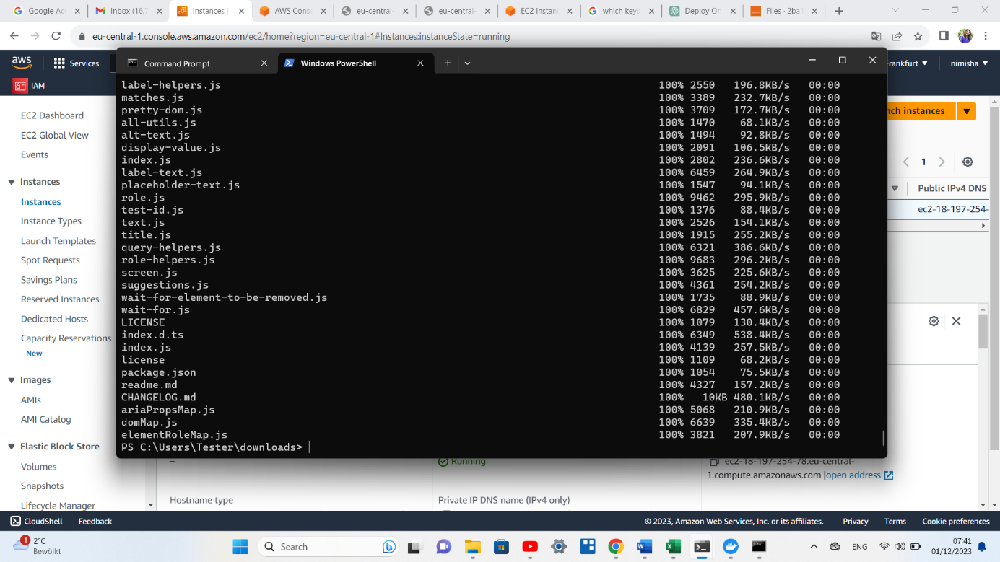 Google Acc
Inbox (16,7
Instances |
AWS Cons
eu-central-
eu-central-
EC2 Instan
which keys
Deploy On
Files · 2ba
eu-central-1.console.aws.amazon.com/ec2/home?region=eu-central-1#Instances:instanceState=running
aws
Services
Command Prompt
Windows PowerShell
rankfurt
nimisha
IAM
EC2 Dashboard
EC2 Global View
Events
Instances
Instances
Instance Types
Launch Templates
Spot Requests
Savings Plans
Reserved Instances
Dedicated Hosts
Capacity Reservations
New
Images
AMIs
AMI Catalog
Elastic Block Store
Volumes
Snapshots
Lifecycle Manager
label-helpers.js 100% 2550 196.8KB/s 00:00
matches.js 100% 3389 232.7KB/s 00:00
pretty-dom.js 100% 3709 172.7KB/s 00:00
all-utils.js 100% 1470 68.1KB/s 00:00
alt-text.js 100% 1494 92.8KB/s 00:00
display-value.js 100% 2091 106.5KB/s 00:00
index.js 100% 2802 236.6KB/s 00:00
label-text.js 100% 6459 264.9KB/s 00:00
placeholder-text.js 100% 1547 94.1KB/s 00:00
role.js 100% 9462 295.9KB/s 00:00
test-id.js 100% 1376 88.4KB/s 00:00
text.js 100% 2526 154.1KB/s 00:00
title.js 100% 1915 255.2KB/s 00:00
query-helpers.js 100% 6321 386.6KB/s 00:00
role-helpers.js 100% 9683 296.2KB/s 00:00
screen.js 100% 3625 225.6KB/s 00:00
suggestions.js 100% 4361 254.2KB/s 00:00
wait-for-element-to-be-removed.js 100% 1735 88.9KB/s 00:00
wait-for.js 100% 6829 457.6KB/s 00:00
LICENSE 100% 1079 130.4KB/s 00:00
index.d.ts 100% 6349 538.4KB/s 00:00
index.js 100% 4139 257.5KB/s 00:00
license 100% 1109 68.2KB/s 00:00
package.json 100% 1054 75.5KB/s 00:00
readme.md 100% 4327 157.2KB/s 00:00
CHANGELOG.md 100% 10KB 480.1KB/s 00:00
ariaPropsMap.js 100% 5068 210.9KB/s 00:00
domMap.js 100% 6639 335.4KB/s 00:00
elementRoleMap.js 100% 3821 207.9KB/s 00:00
PS C:\Users\Tester\downloads>
nch instances
1
Public IPv4 DNS
ec2-18-197-254-
–
Running
ec2-18-197-254-78.eu-central-
1.compute.amazonaws.com |open address
Hostname type
Private IP DNS name (IPv4 only)
CloudShell
Feedback
© 2023, Amazon Web Services, Inc. or its affiliates.
Privacy
Terms
Cookie preferences
1
2°C
Bewölkt
Search
ENG
07:41
01/12/2023